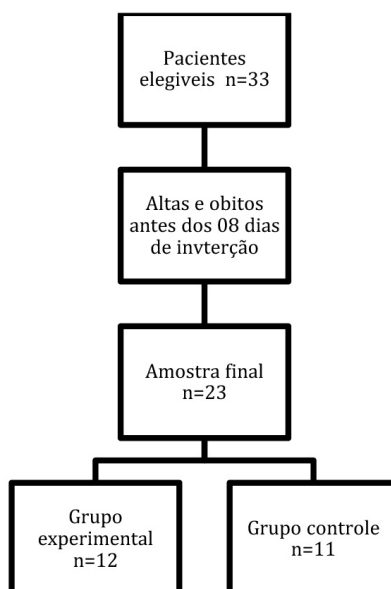 Pacientes
elegiveis n=33
Altas e obitos
antes dos 08 dias
de invterção
Amostra final
n=23
Grupo
experimental
n=12
Grupo controle
n=11